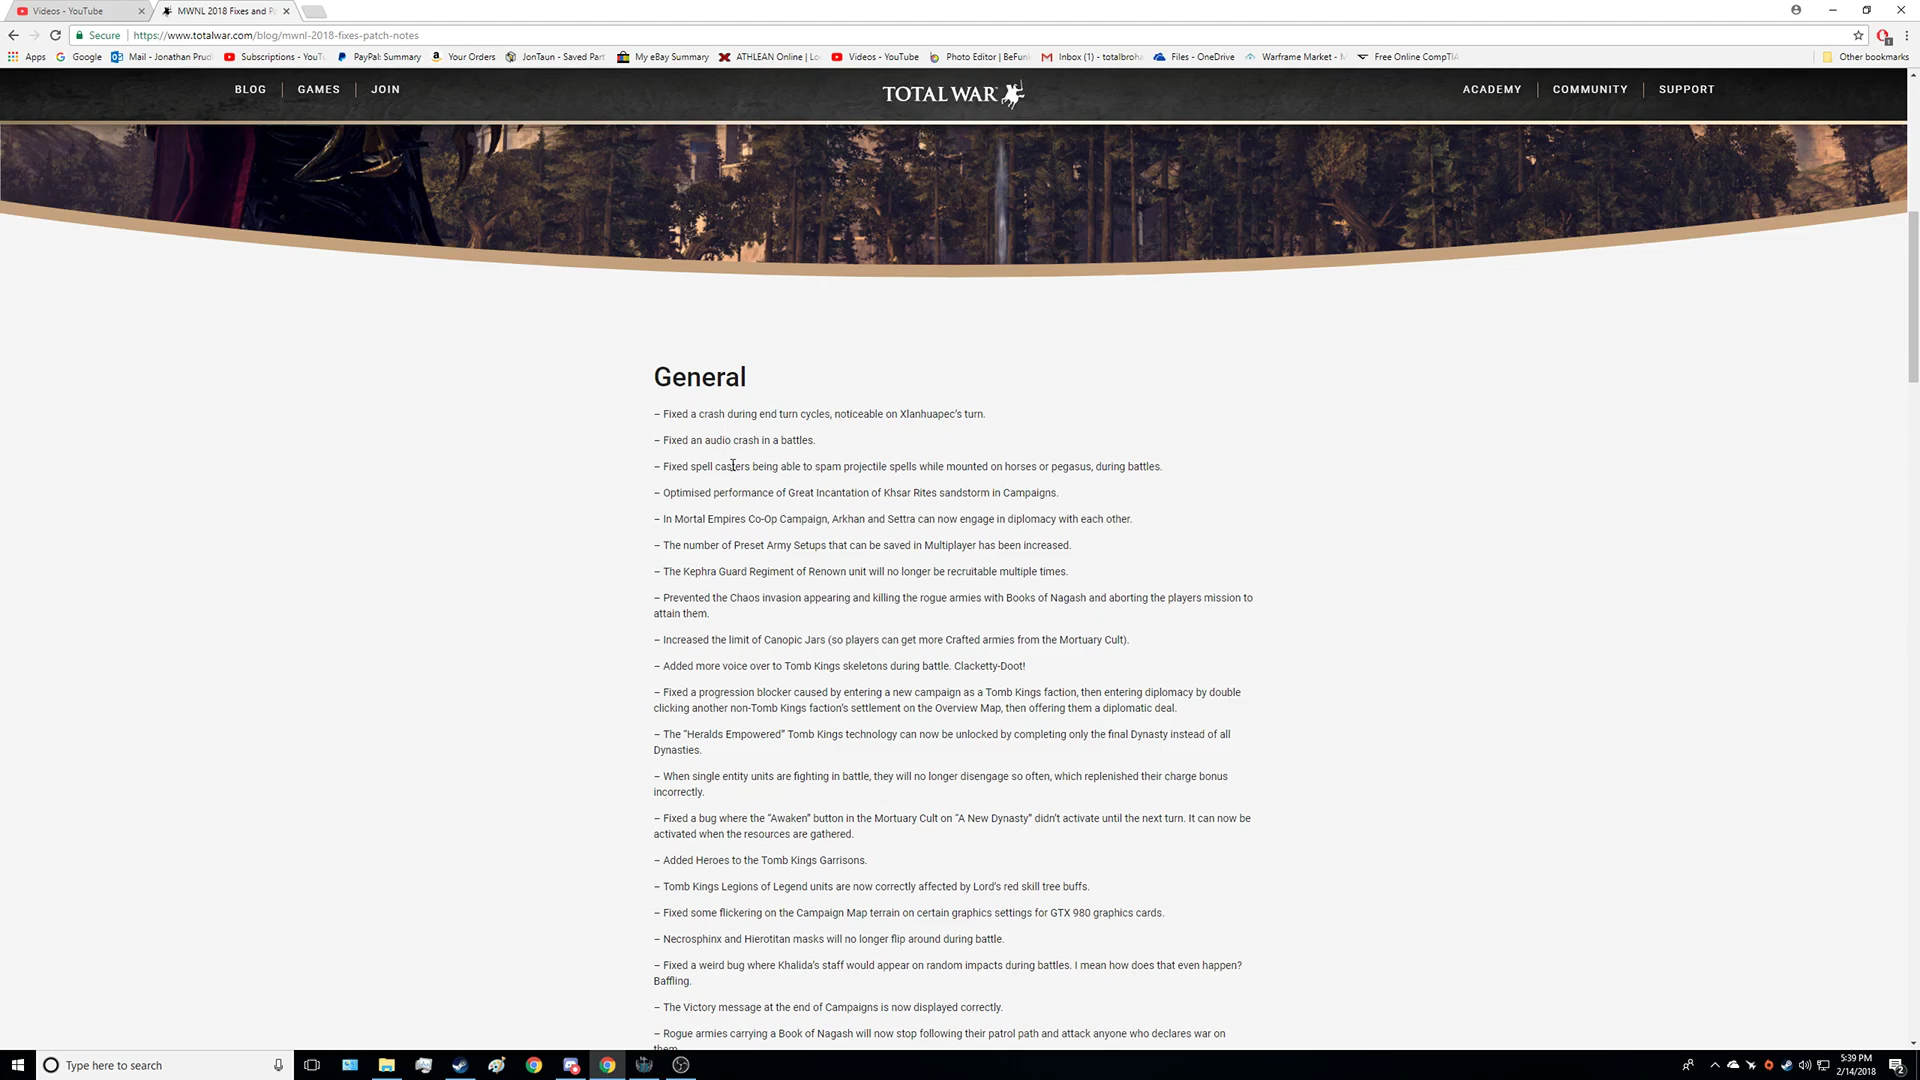 Videos - YouTube
MWNL 2018 Fixes and P
Secure https://www.totalwar.com/blog/mwnl-2018-fixes-patch-notes
Apps Google Mail - Jonathan Prud Subscriptions - YouT PayPal: Summary Your Orders JonTaun - Saved Part My eBay Summary ATHLEAN Online | Lo Videos - YouTube Photo Editor | BeFun Inbox (1) - totalbroha Files - OneDrive Warframe Market - M Free Online CompTIA Other bookmarks
BLOG GAMES JOIN TOTAL WAR ACADEMY COMMUNITY SUPPORT
General
– Fixed a crash during end turn cycles, noticeable on Xlanhuapec's turn.
– Fixed an audio crash in a battles.
– Fixed spell casters being able to spam projectile spells while mounted on horses or pegasus, during battles.
– Optimised performance of Great Incantation of Khsar Rites sandstorm in Campaigns.
– In Mortal Empires Co-Op Campaign, Arkhan and Settra can now engage in diplomacy with each other.
– The number of Preset Army Setups that can be saved in Multiplayer has been increased.
– The Kephra Guard Regiment of Renown unit will no longer be recruitable multiple times.
– Prevented the Chaos invasion appearing and killing the rogue armies with Books of Nagash and aborting the players mission to
attain them.
– Increased the limit of Canopic Jars (so players can get more Crafted armies from the Mortuary Cult).
– Added more voice over to Tomb Kings skeletons during battle. Clacketty-Doot!
– Fixed a progression blocker caused by entering a new campaign as a Tomb Kings faction, then entering diplomacy by double
clicking another non-Tomb Kings faction's settlement on the Overview Map, then offering them a diplomatic deal.
– The “Heralds Empowered” Tomb Kings technology can now be unlocked by completing only the final Dynasty instead of all
Dynasties.
– When single entity units are fighting in battle, they will no longer disengage so often, which replenished their charge bonus
incorrectly.
– Fixed a bug where the “Awaken” button in the Mortuary Cult on “A New Dynasty” didn't activate until the next turn. It can now be
activated when the resources are gathered.
– Added Heroes to the Tomb Kings Garrisons.
– Tomb Kings Legions of Legend units are now correctly affected by Lord's red skill tree buffs.
– Fixed some flickering on the Campaign Map terrain on certain graphics settings for GTX 980 graphics cards.
– Necrosphinx and Hierotitan masks will no longer flip around during battle.
– Fixed a weird bug where Khalida's staff would appear on random impacts during battles. I mean how does that even happen?
Baffling.
– The Victory message at the end of Campaigns is now displayed correctly.
– Rogue armies carrying a Book of Nagash will now stop following their patrol path and attack anyone who declares war on
them.
Type here to search
5:39 PM
2/14/2018